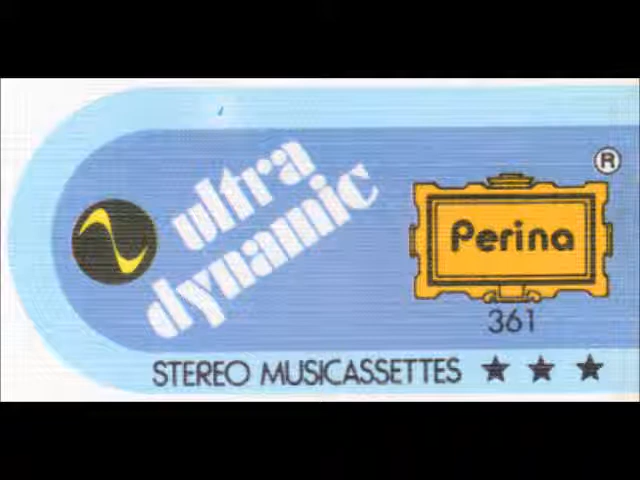 ultra
dynamic
®
Perina
361
STEREO MUSICASSETTES ★ ★ ★